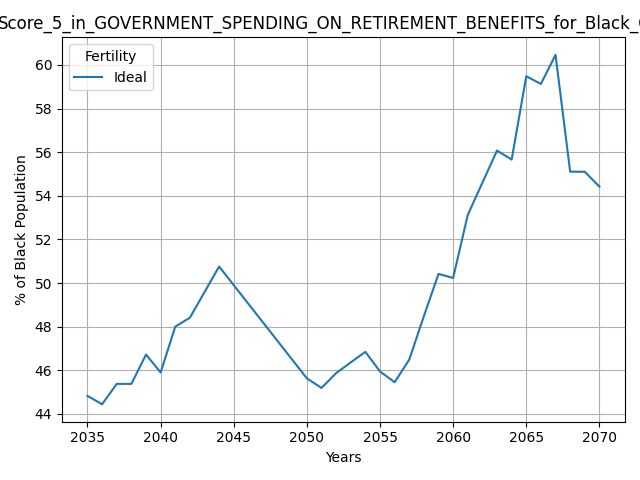 Score_5_in_GOVERNMENT_SPENDING_ON_RETIREMENT_BENEFITS_for_Black_
Fertility
Ideal
% of Black Population
60
58
56
54
52
50
48
46
44
2035 2040 2045 2050 2055 2060 2065 2070
Years